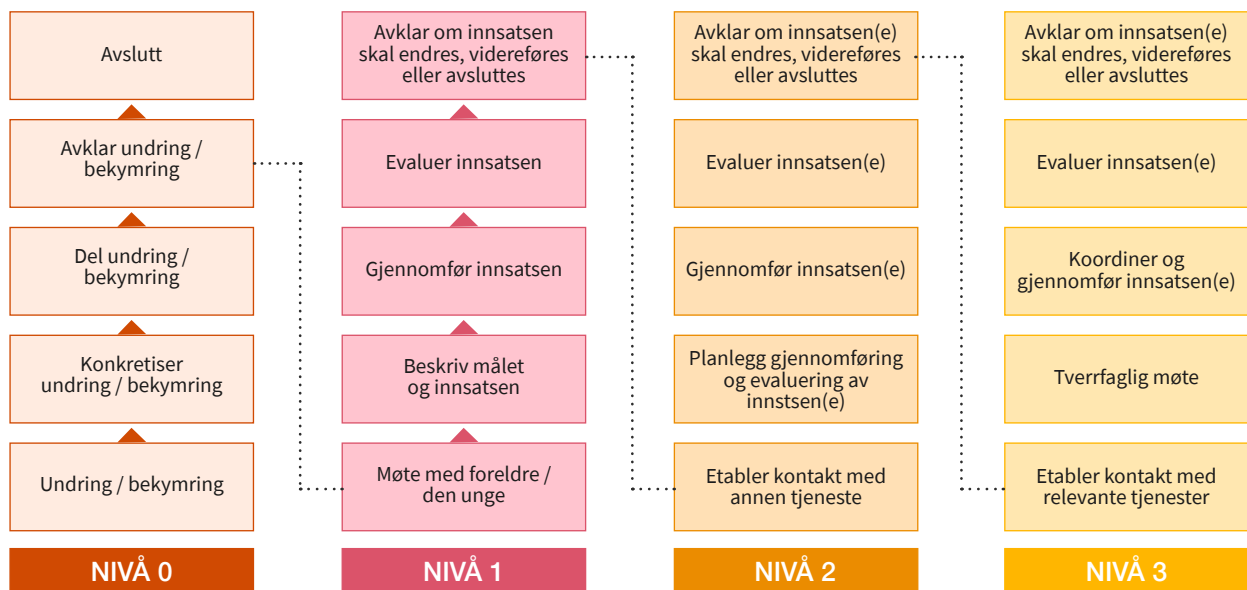 Avslutt
Avklar undring /
bekymring
Del undring /
bekymring
Konkretiser
undring / bekymring
Undring / bekymring
NIVÅ 0
Avklar om innsatsen
skal endres, videreføres
eller avsluttes
Evaluer innsatsen
Gjennomfør innsatsen
Beskriv målet
og innsatsen
Møte med foreldre /
den unge
NIVÅ 1
Avklar om innsatsen(e)
skal endres, videreføres
eller avsluttes
Evaluer innsatsen(e)
Gjennomfør innsatsen(e)
Planlegg gjennomføring
og evaluering av
innstsen(e)
Etabler kontakt med
annen tjeneste
NIVÅ 2
Avklar om innsatsen(e)
skal endres, videreføres
eller avsluttes
Evaluer innsatsen(e)
Koordiner og
gjennomfør innsatsen(e)
Tverrfaglig møte
Etabler kontakt med
relevante tjenester
NIVÅ 3